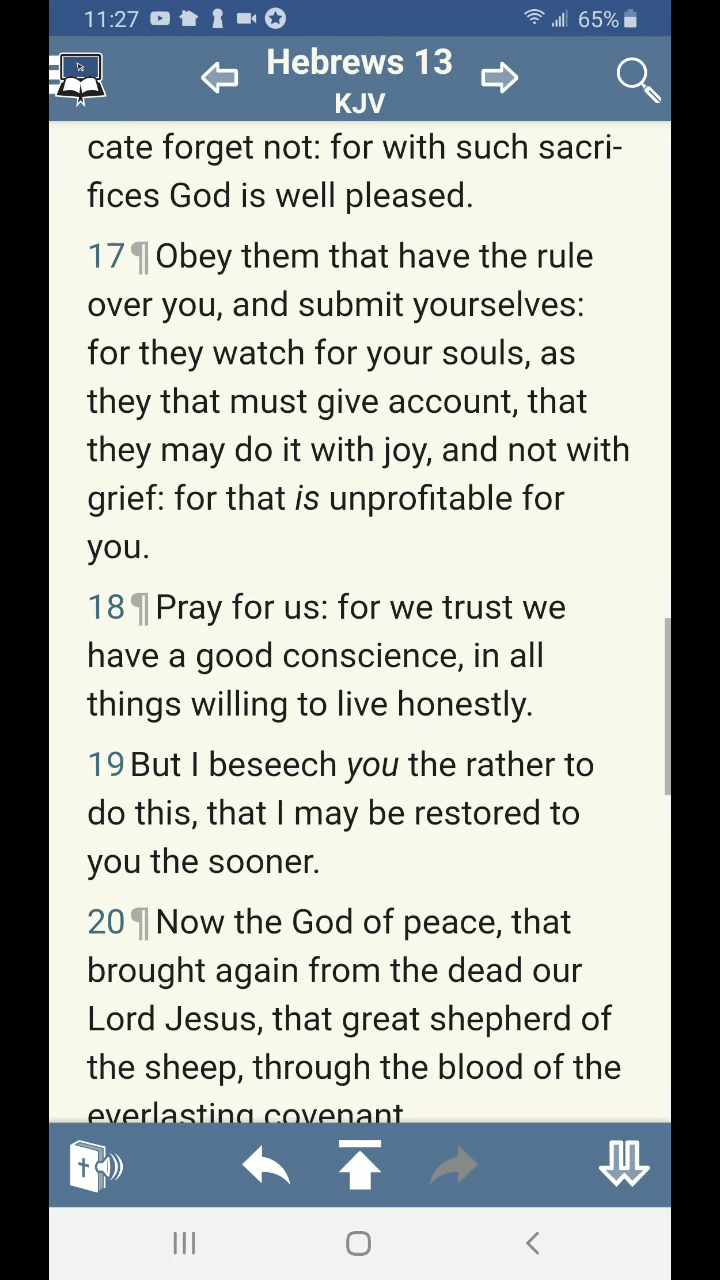 11:27 65%
Hebrews 13
KJV
cate forget not: for with such sacri-
fices God is well pleased.
17 ¶ Obey them that have the rule
over you, and submit yourselves:
for they watch for your souls, as
they that must give account, that
they may do it with joy, and not with
grief: for that is unprofitable for
you.
18 ¶ Pray for us: for we trust we
have a good conscience, in all
things willing to live honestly.
19 But I beseech you the rather to
do this, that I may be restored to
you the sooner.
20 ¶ Now the God of peace, that
brought again from the dead our
Lord Jesus, that great shepherd of
the sheep, through the blood of the
everlasting covenant